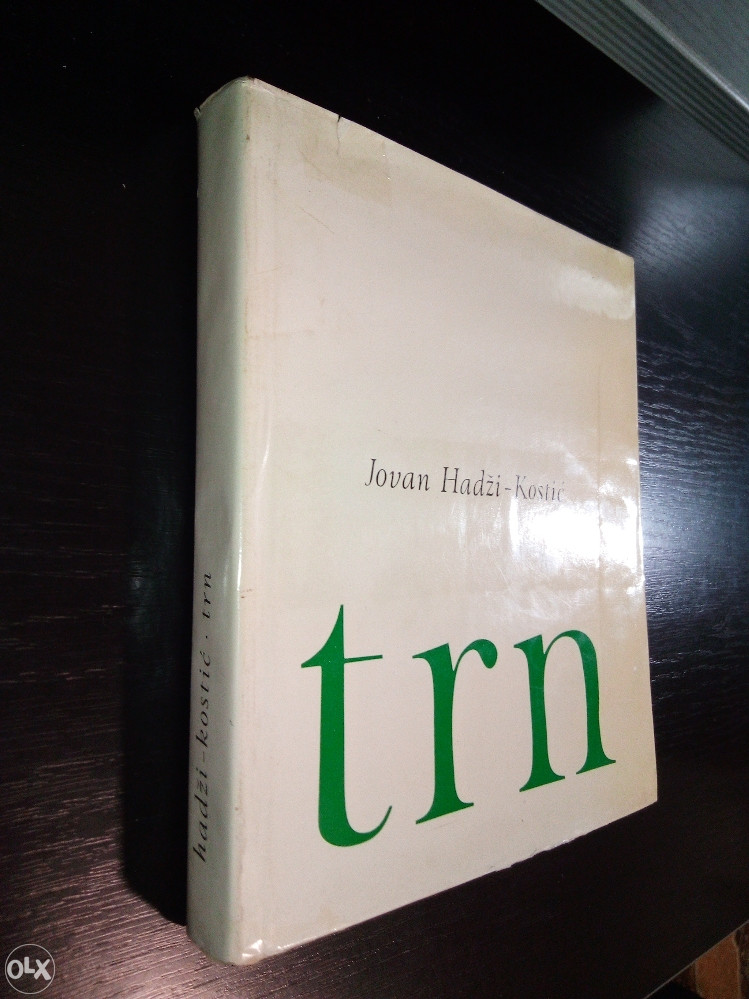 Jovan Hadži-Kostić
trn
hadži-kostić · trn
OLX